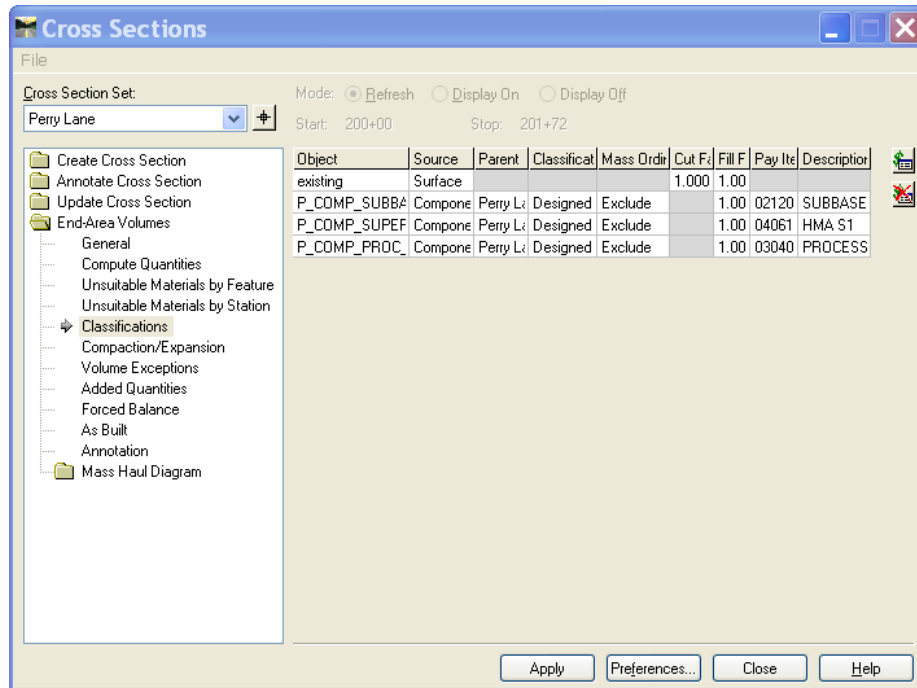 Cross Sections
File
Cross Section Set:
Perry Lane
Mode: Refresh Display On Display Off
Start: 200+00 Stop: 201+72
Create Cross Section
Annotate Cross Section
Update Cross Section
End-Area Volumes
General
Compute Quantities
Unsuitable Materials by Feature
Unsuitable Materials by Station
Classifications
Compaction/Expansion
Volume Exceptions
Added Quantities
Forced Balance
As Built
Annotation
Mass Haul Diagram
Object Source Parent Classificat Mass Ordin Cut Fa Fill F Pay Ite Description
existing Surface 1.000 1.00
P_COMP_SUBBA Compone Perry La Designed Exclude 1.00 02120 SUBBASE
P_COMP_SUPEF Compone Perry La Designed Exclude 1.00 04061 HMA S1
P_COMP_PROC_ Compone Perry La Designed Exclude 1.00 03040 PROCESS
Apply Preferences... Close Help